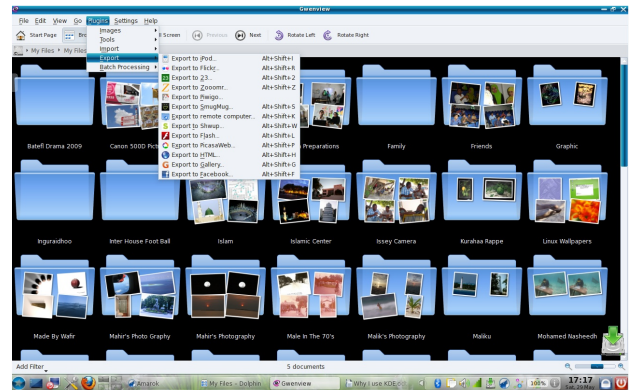 Gwenview
File Edit View Go Plugins Settings Help
Start Page Screen Previous Next Rotate Left Rotate Right
My Files My Files
Images
Tools
Import
Export
Batch Processing
Export to iPod... Alt+Shift+I
Export to Flickr... Alt+Shift+R
Export to 23... Alt+Shift+2
Export to Zooomr... Alt+Shift+Z
Export to Piwigo...
Export to SmugMug... Alt+Shift+S
Export to remote computer... Alt+Shift+K
Export to Shwup... Alt+Shift+W
Export to Flash... Alt+Shift+L
Export to PicasaWeb... Alt+Shift+P
Export to HTML... Alt+Shift+H
Export to Gallery... Alt+Shift+G
Export to Facebook... Alt+Shift+F
Batefl Drama 2009 Canon 500D Preparations Family Friends Graphic
Inguraidhoo Inter House Foot Ball Islam Islamic Center Issey Camera Kurahaa Rappe Linux Wallpapers
Made By Wafir Mahir's Photo Graphy Mahir's Photography Male In The 70's Malik's Photography Maliku Mohamed Nasheedh
Add Filter 5 documents 100%
Amarok My Files – Dolphin Gwenview Why I use KDE 100% 17:17